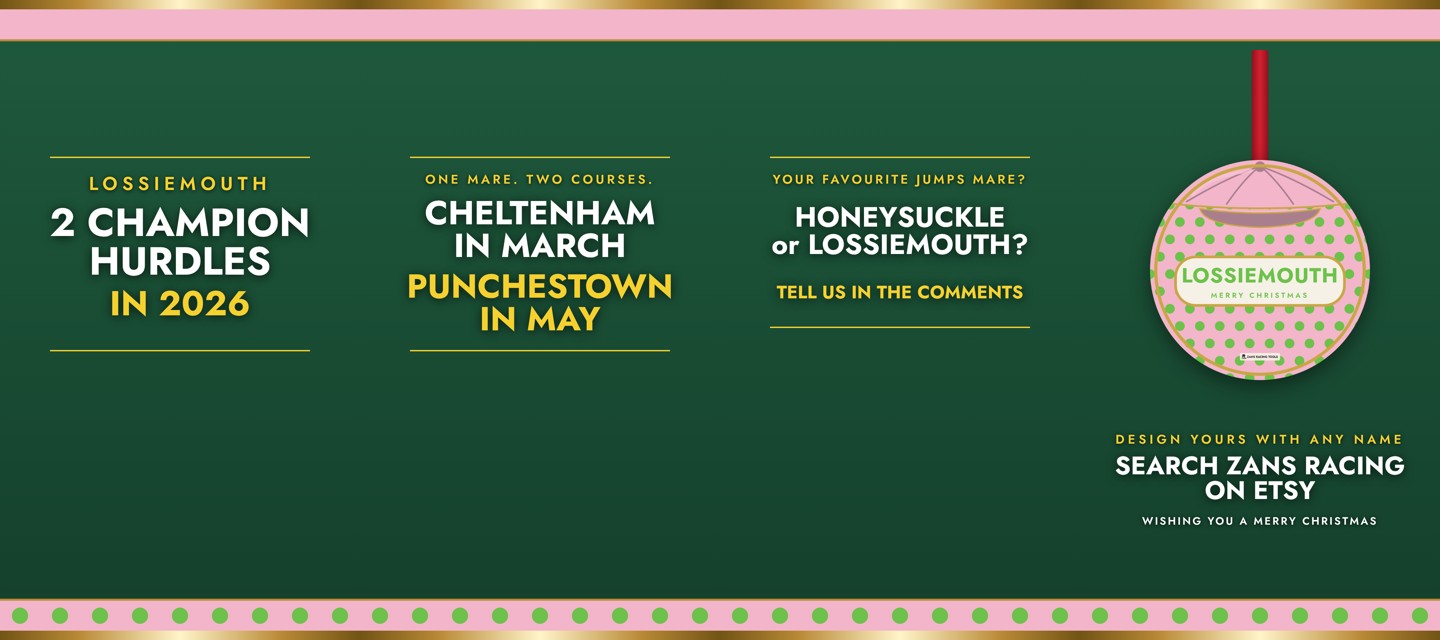 LOSSIEMOUTH
2 CHAMPION
HURDLES
IN 2026
ONE MARE. TWO COURSES.
CHELTENHAM
IN MARCH
PUNCHESTOWN
IN MAY
YOUR FAVOURITE JUMPS MARE?
HONEYSUCKLE
or LOSSIEMOUTH?
TELL US IN THE COMMENTS
LOSSIEMOUTH
MERRY CHRISTMAS
DESIGN YOURS WITH ANY NAME
SEARCH ZANS RACING
ON ETSY
WISHING YOU A MERRY CHRISTMAS